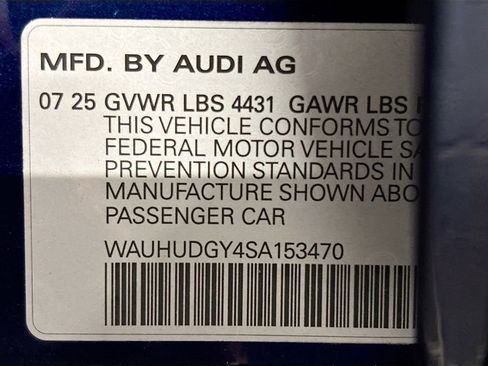 MFD. BY AUDI AG
07 25 GVWR LBS 4431 GAWR LBS
THIS VEHICLE CONFORMS TO
FEDERAL MOTOR VEHICLE SA
PREVENTION STANDARDS IN
MANUFACTURE SHOWN ABO
PASSENGER CAR
WAUHUDGY4SA153470